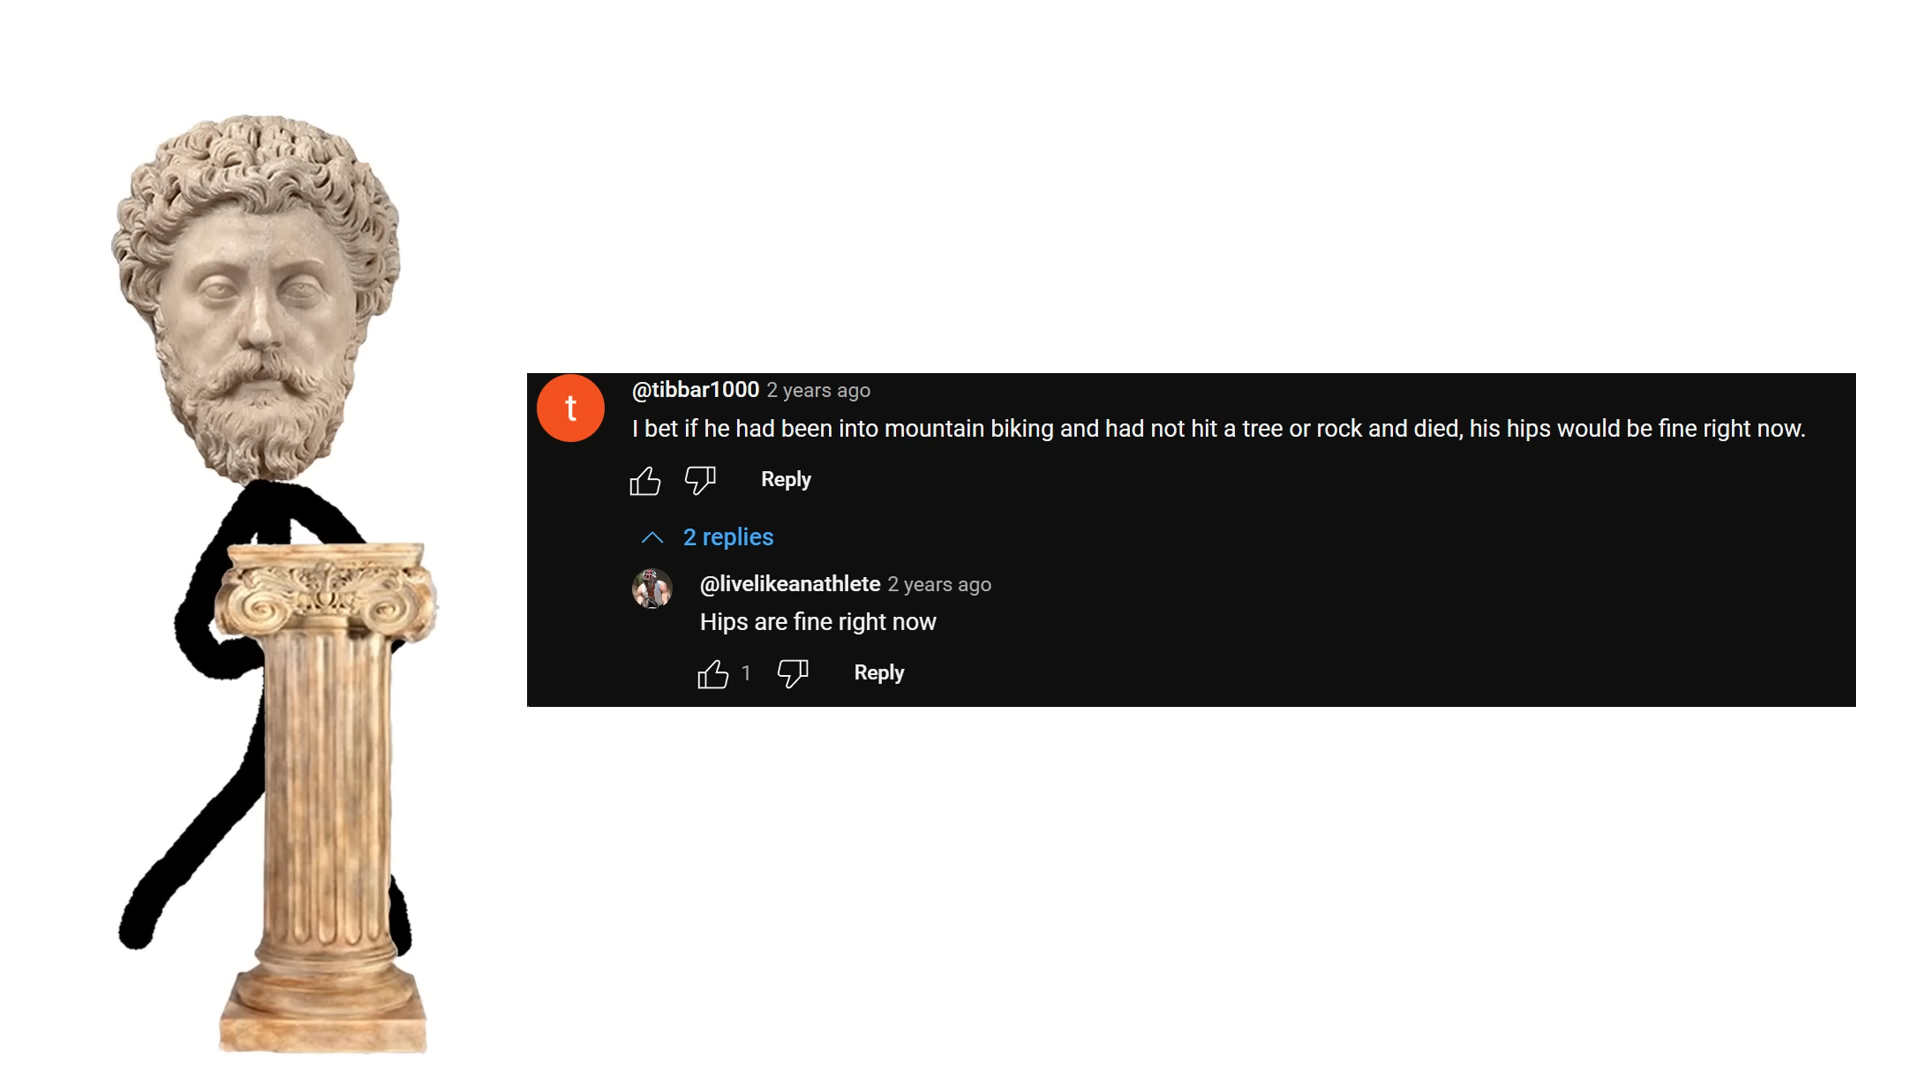 t
@tibbar1000 2 years ago
I bet if he had been into mountain biking and had not hit a tree or rock and died, his hips would be fine right now.
Reply
2 replies
@livelikeanathlete 2 years ago
Hips are fine right now
1 Reply